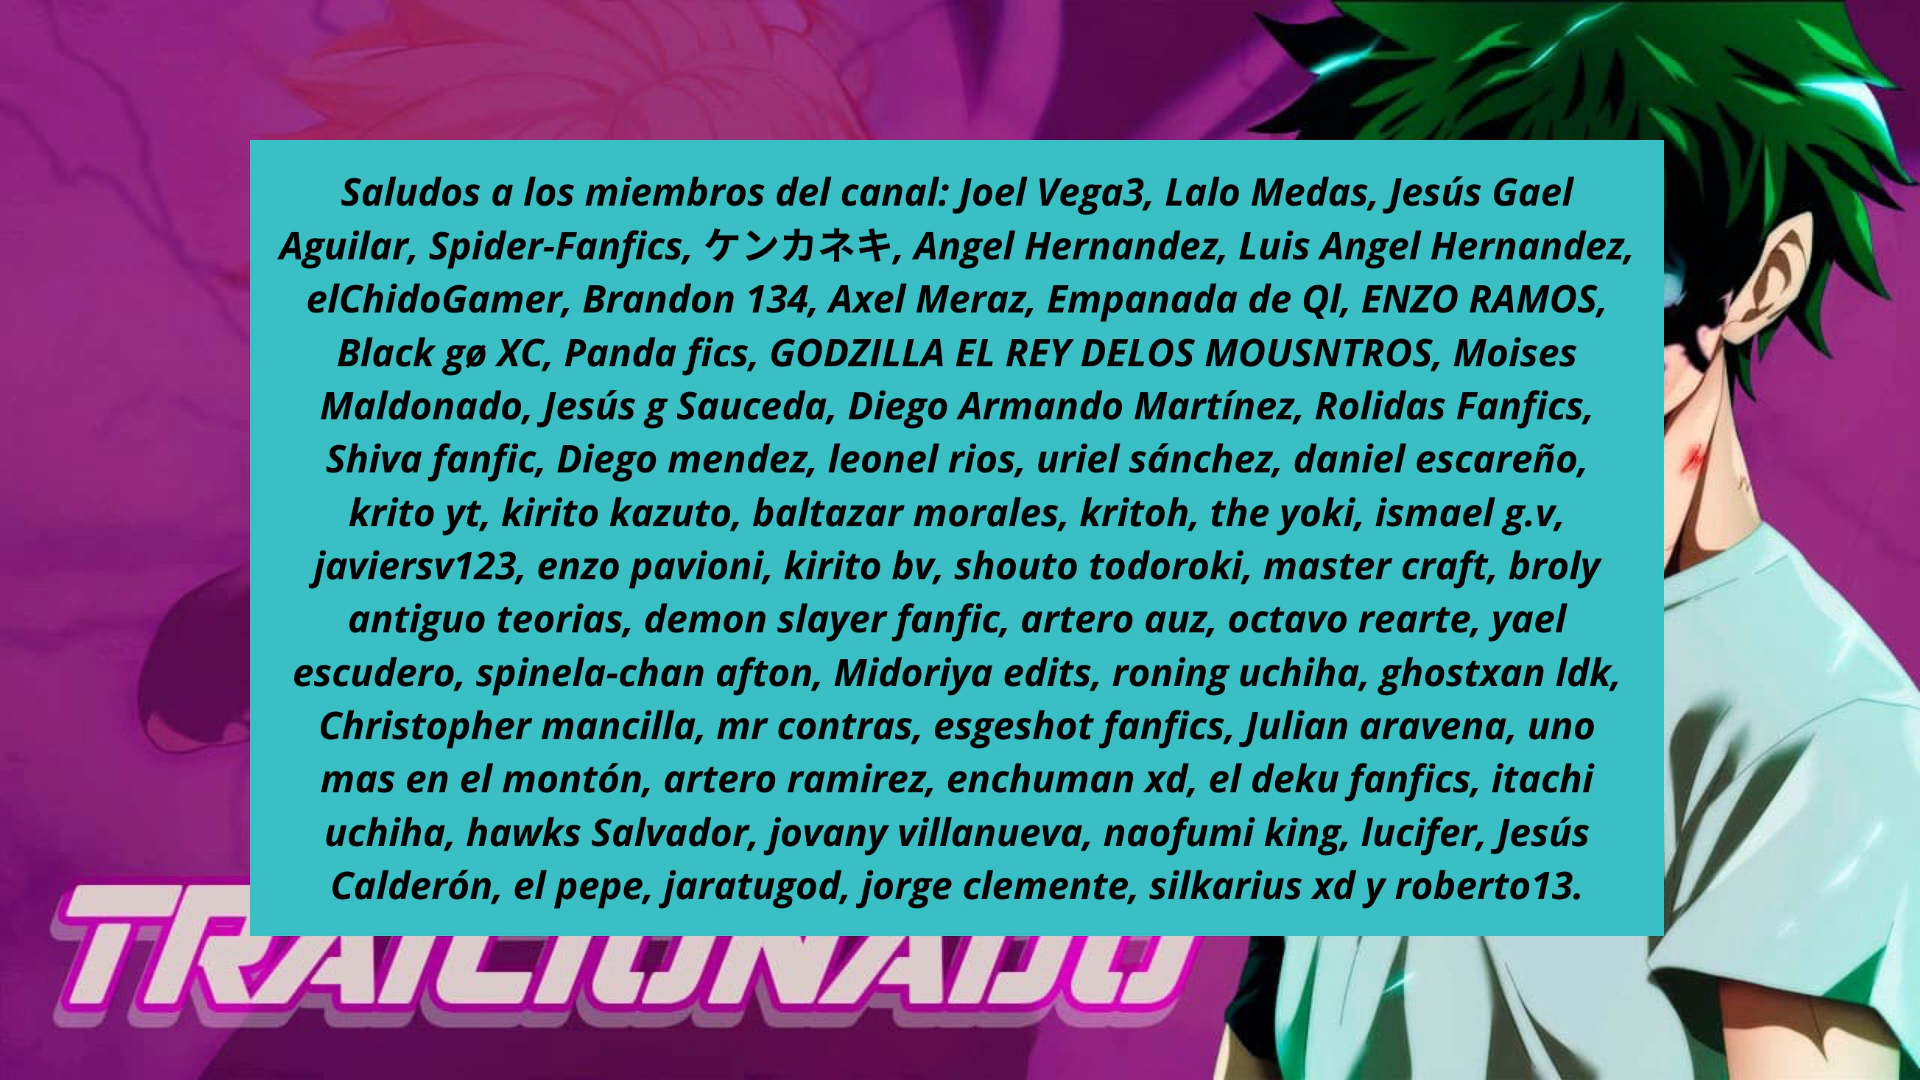 Saludos a los miembros del canal: Joel Vega3, Lalo Medas, Jesús Gael
Aguilar, Spider-Fanfics, ケンカネキ, Angel Hernandez, Luis Angel Hernandez,
elChidoGamer, Brandon 134, Axel Meraz, Empanada de Ql, ENZO RAMOS,
Black gø XC, Panda fics, GODZILLA EL REY DELOS MOUSNTROS, Moises
Maldonado, Jesús g Sauceda, Diego Armando Martínez, Rolidas Fanfics,
Shiva fanfic, Diego mendez, leonel rios, uriel sánchez, daniel escareño,
krito yt, kirito kazuto, baltazar morales, kritoh, the yoki, ismael g.v,
javiersv123, enzo pavioni, kirito bv, shouto todoroki, master craft, broly
antiguo teorias, demon slayer fanfic, artero auz, octavo rearte, yael
escudero, spinela-chan afton, Midoriya edits, roning uchiha, ghostxan ldk,
Christopher mancilla, mr contras, esgeshot fanfics, Julian aravena, uno
mas en el montón, artero ramirez, enchuman xd, el deku fanfics, itachi
uchiha, hawks Salvador, jovany villanueva, naofumi king, lucifer, Jesús
Calderón, el pepe, jaratugod, jorge clemente, silkarius xd y roberto13.
TRAICIONADO